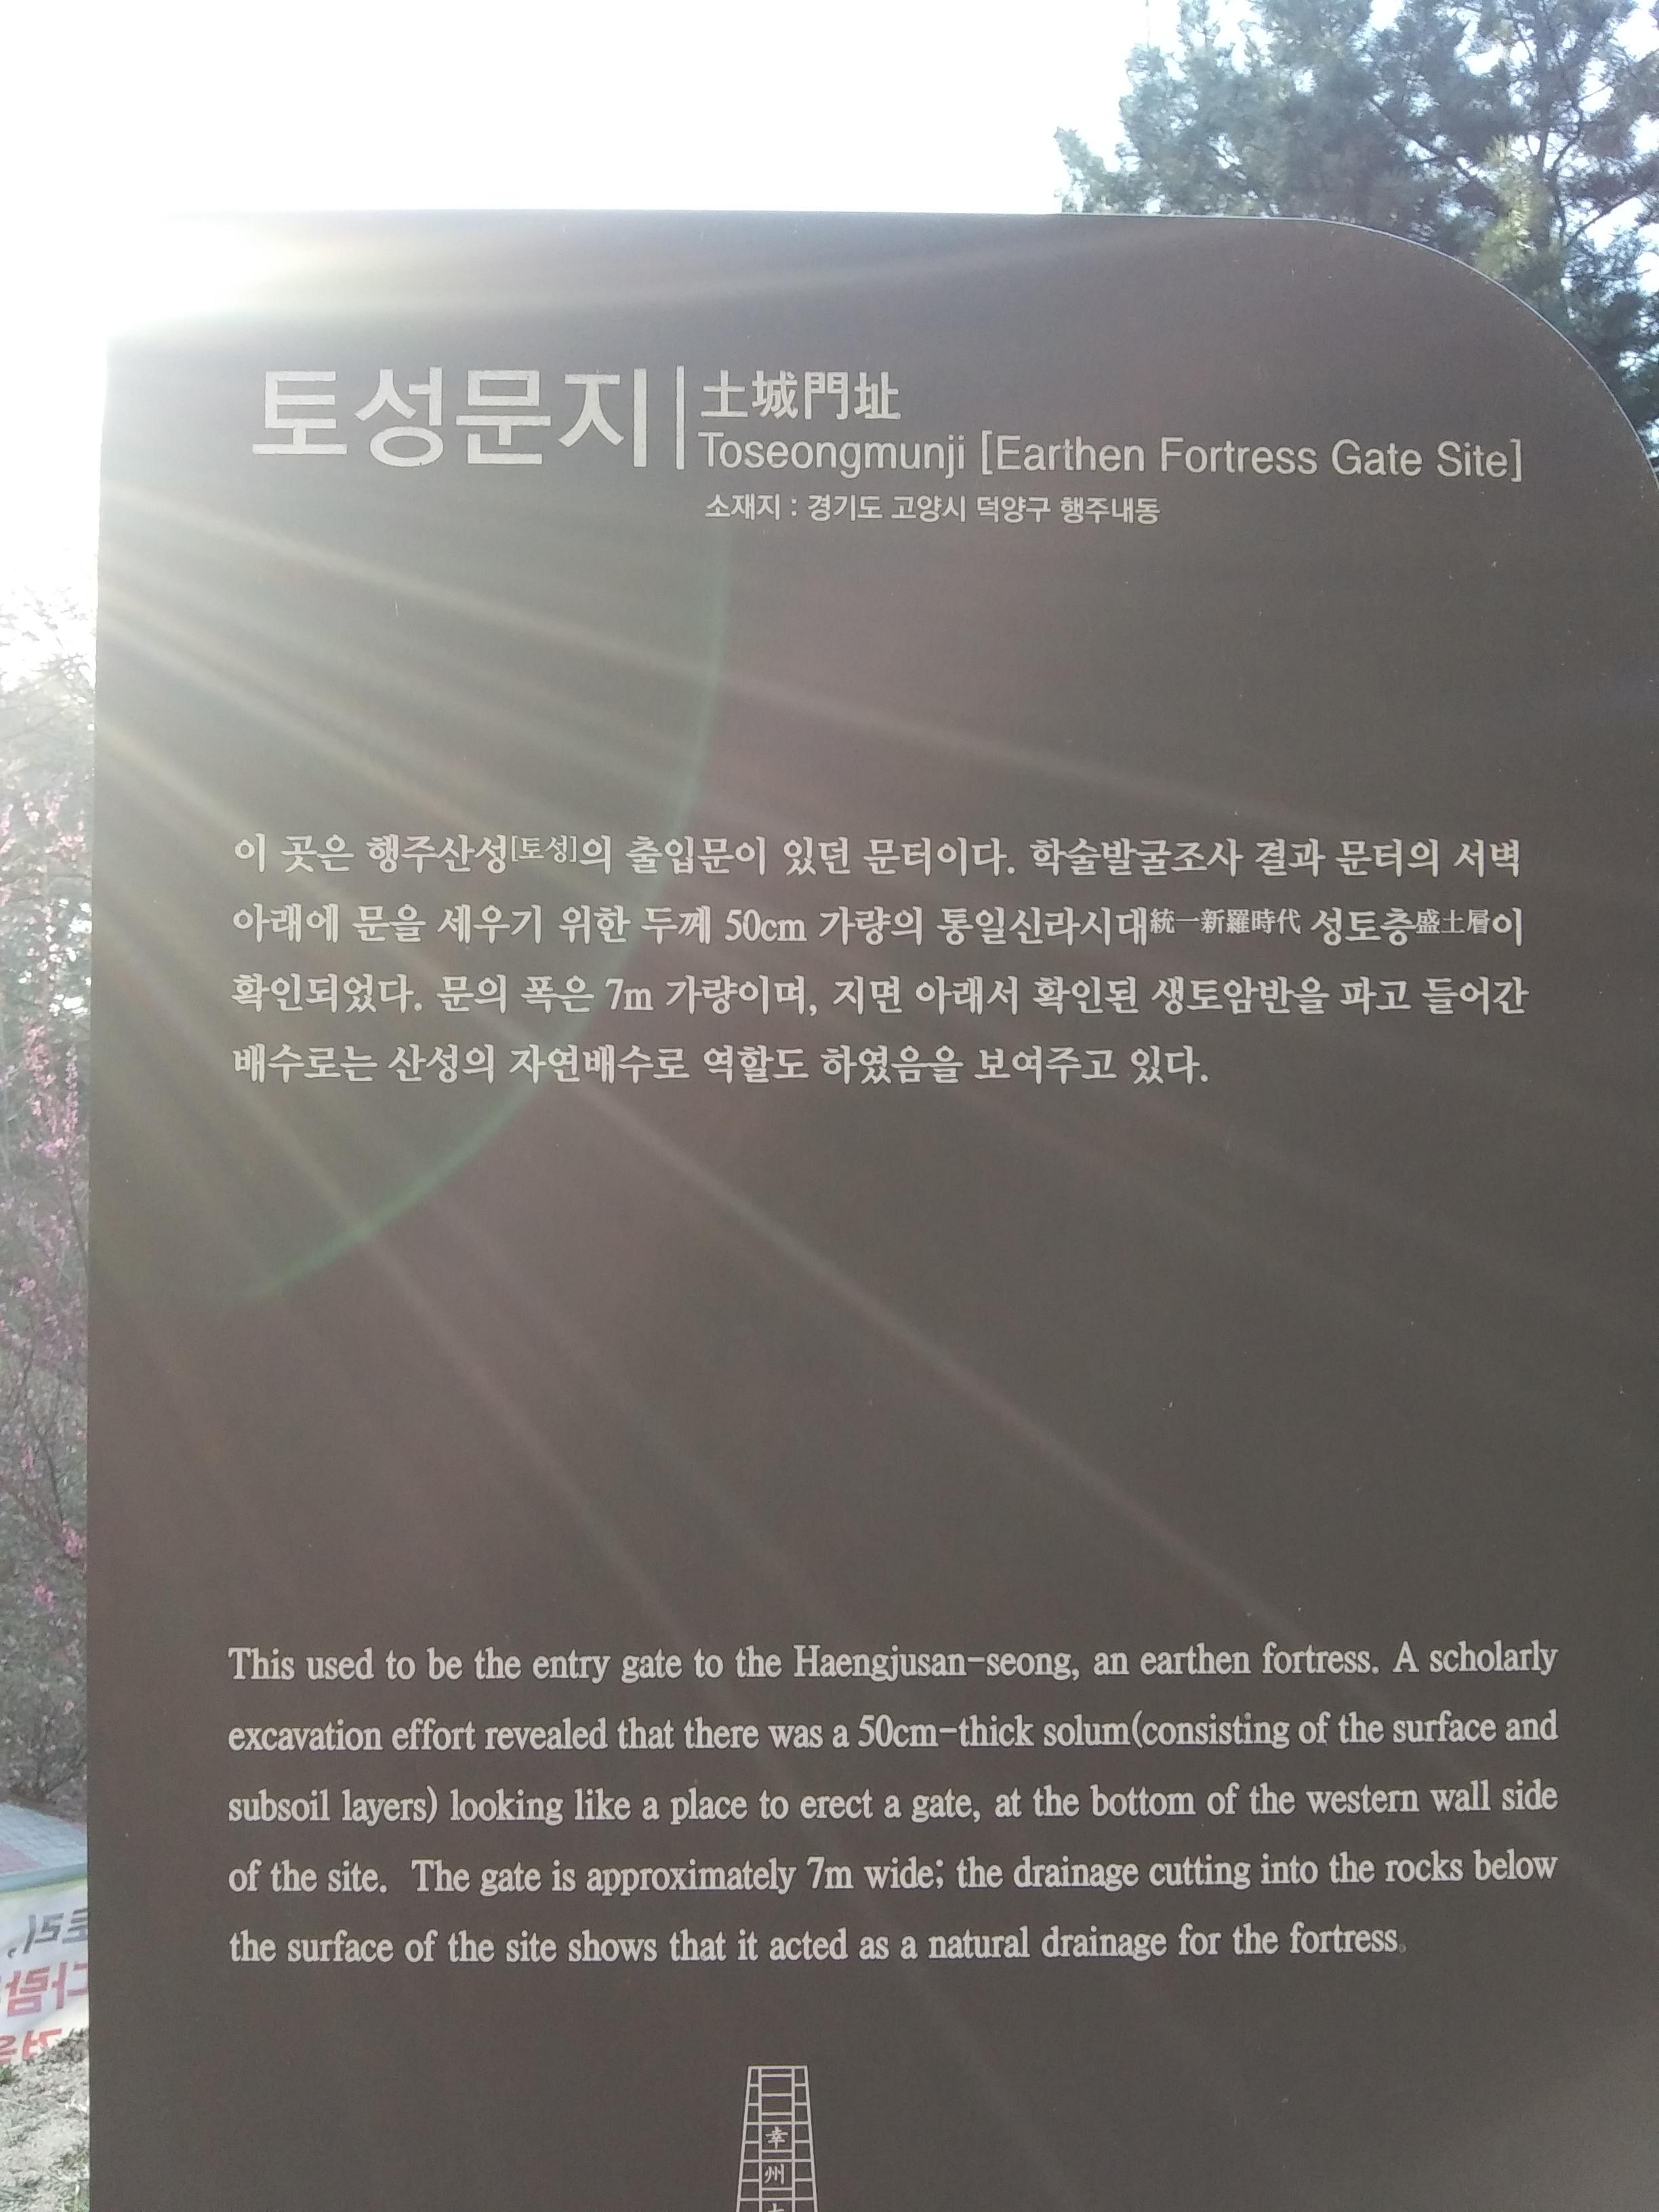 토성문지
土城門址
Toseongmunji [Earthen Fortress Gate Site]
소재지 : 경기도 고양시 덕양구 행주내동
이 곳은 행주산성[토성]의 출입문이 있던 문터이다. 학술발굴조사 결과 문터의 서벽
아래에 문을 세우기 위한 두께 50cm 가량의 통일신라시대統一新羅時代 성토층盛土層이
확인되었다. 문의 폭은 7m 가량이며, 지면 아래서 확인된 생토암반을 파고 들어간
배수로는 산성의 자연배수로 역할도 하였음을 보여주고 있다.
This used to be the entry gate to the Haengjusan-seong, an earthen fortress. A scholarly
excavation effort revealed that there was a 50cm-thick solum(consisting of the surface and
subsoil layers) looking like a place to erect a gate, at the bottom of the western wall side
of the site. The gate is approximately 7m wide; the drainage cutting into the rocks below
the surface of the site shows that it acted as a natural drainage for the fortress.
幸
州